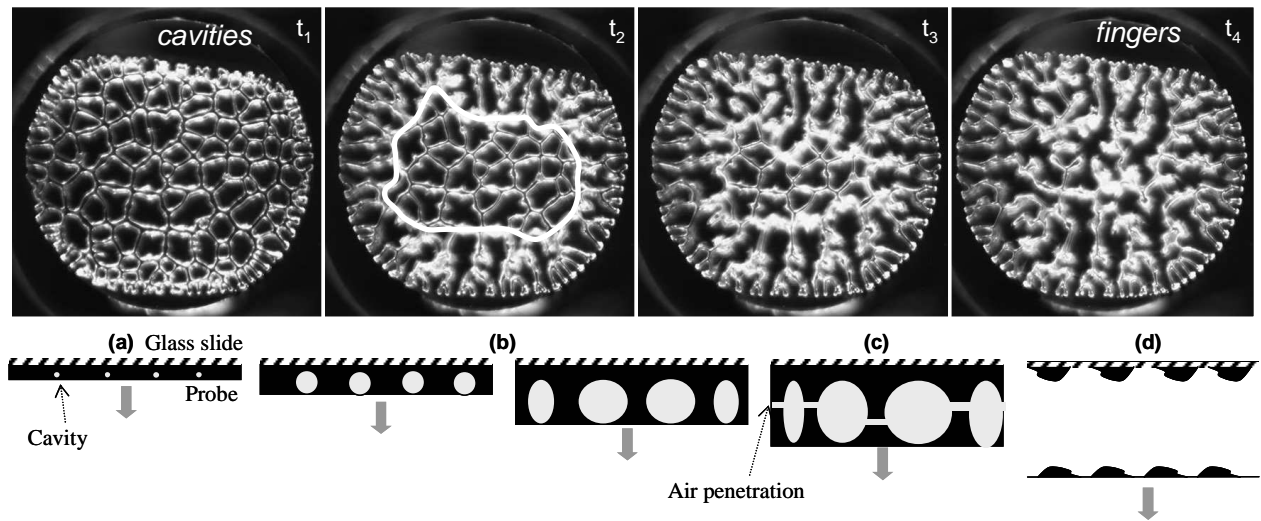 cavities t1
t2
t3
fingers t4
(a) Glass slide
(b)
(c)
(d)
Probe
Cavity
Air penetration